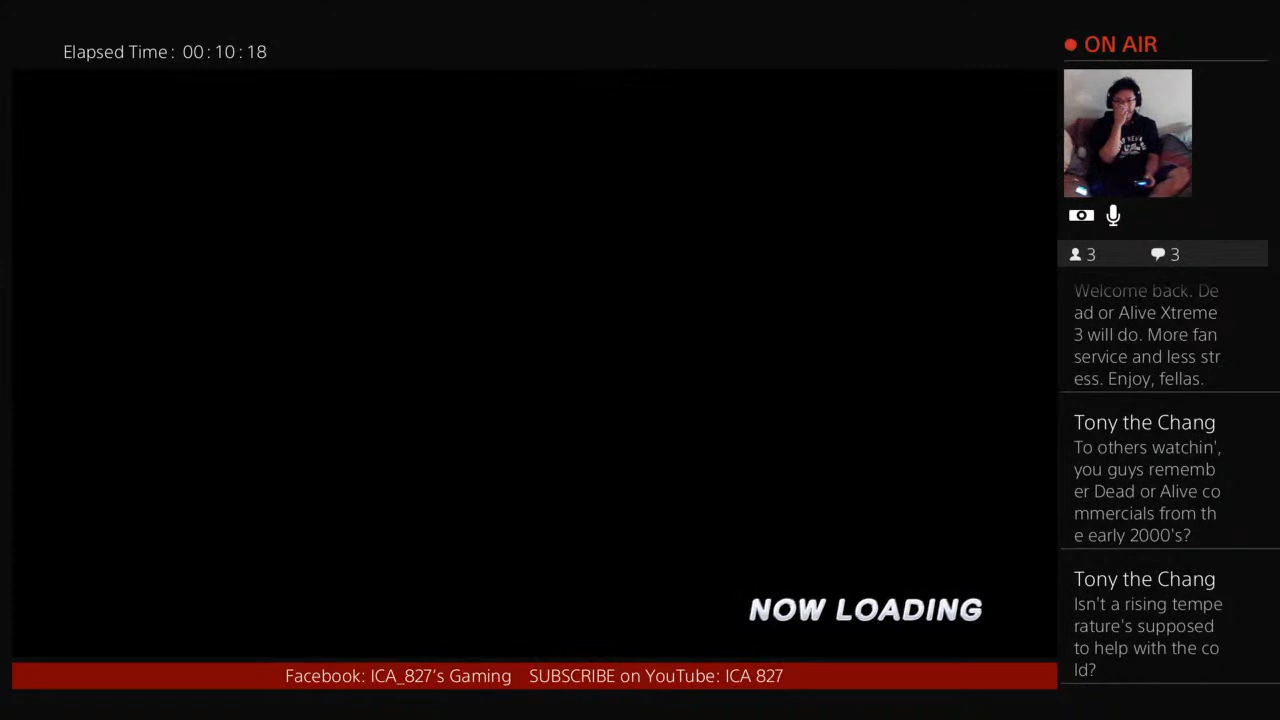 Elapsed Time: 00:10:18
ON AIR
3 3
Welcome back. De
ad or Alive Xtreme
3 will do. More fan
service and less str
ess. Enjoy, fellas.
Tony the Chang
To others watchin',
you guys rememb
er Dead or Alive co
mmercials from th
e early 2000's?
Tony the Chang
Isn't a rising tempe
rature's supposed
to help with the co
ld?
NOW LOADING
Facebook: ICA_827's Gaming SUBSCRIBE on YouTube: ICA 827